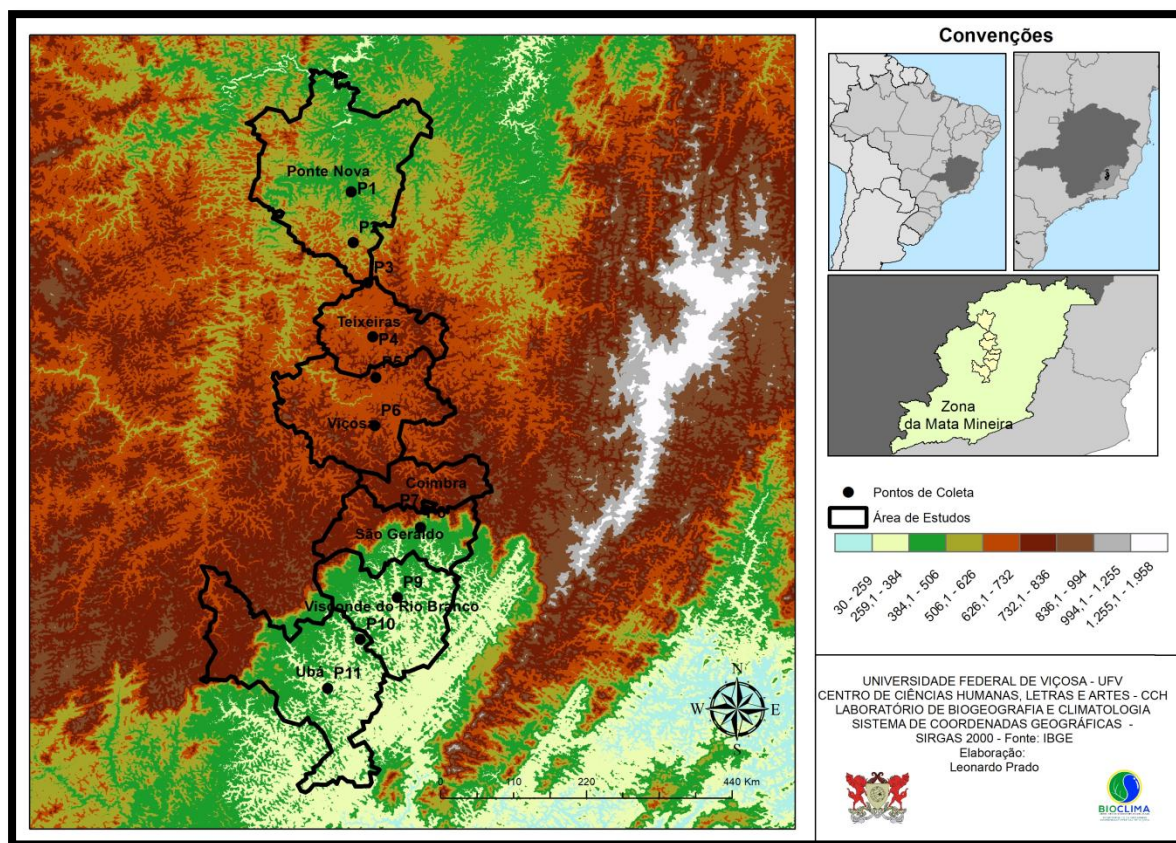 Ponte Nova
P1
P2
P3
Teixeiras
P4
P5
P6
Viçosa
Coimbra
P7
São Geraldo
P9
Visconde do Rio Branco
P10
Ubá P11
N
W E
S
0 110 220 440 Km
Convenções
Zona
da Mata Mineira
Pontos de Coleta
Área de Estudos
30 - 259
259,1 - 384
384,1 - 506
506,1 - 626
626,1 - 732
732,1 - 836
836,1 - 994
994,1 - 1.255
1.255,1 - 1.958
UNIVERSIDADE FEDERAL DE VIÇOSA - UFV
CENTRO DE CIÊNCIAS HUMANAS, LETRAS E ARTES - CCH
LABORATÓRIO DE BIOGEOGRAFIA E CLIMATOLOGIA
SISTEMA DE COORDENADAS GEOGRÁFICAS -
SIRGAS 2000 - Fonte: IBGE
Elaboração:
Leonardo Prado
BIOCLIMA